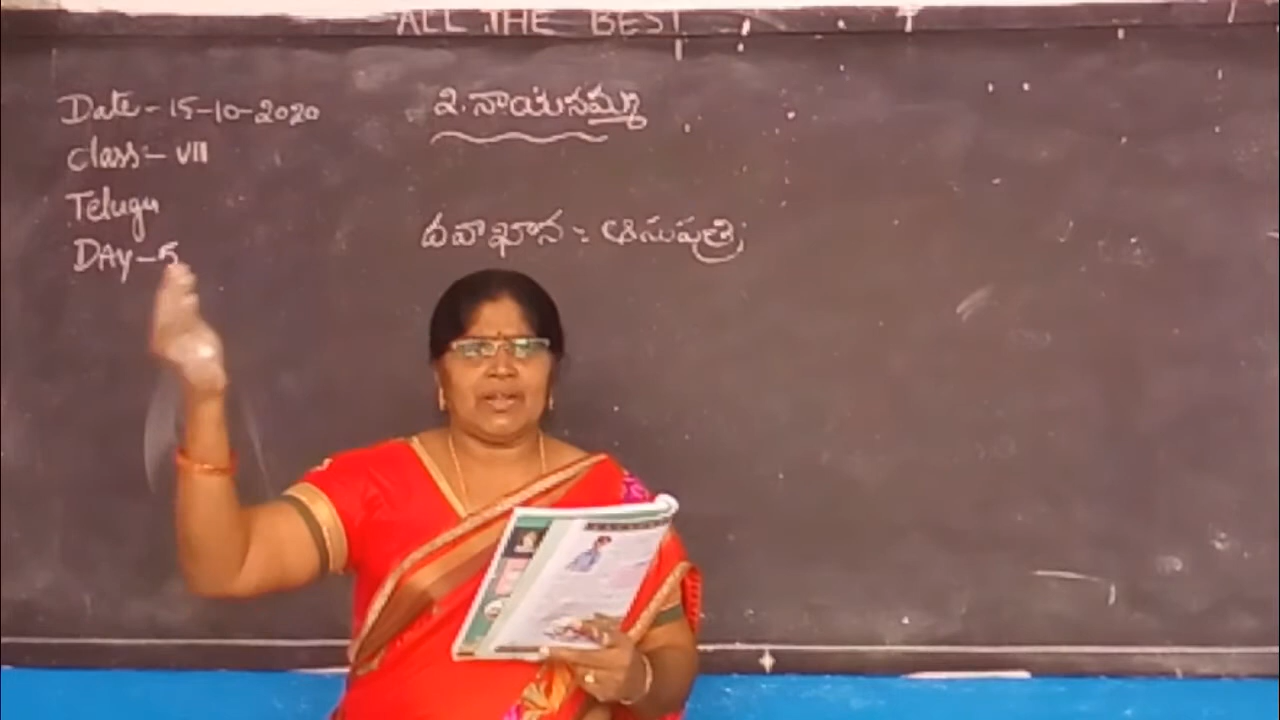 ALL THE BEST
Date - 15-10-2020
Class:- VII
Telugu
DAY-5
2. నాయనమ్మ
దవాఖాన :- ఆసుపత్రి;